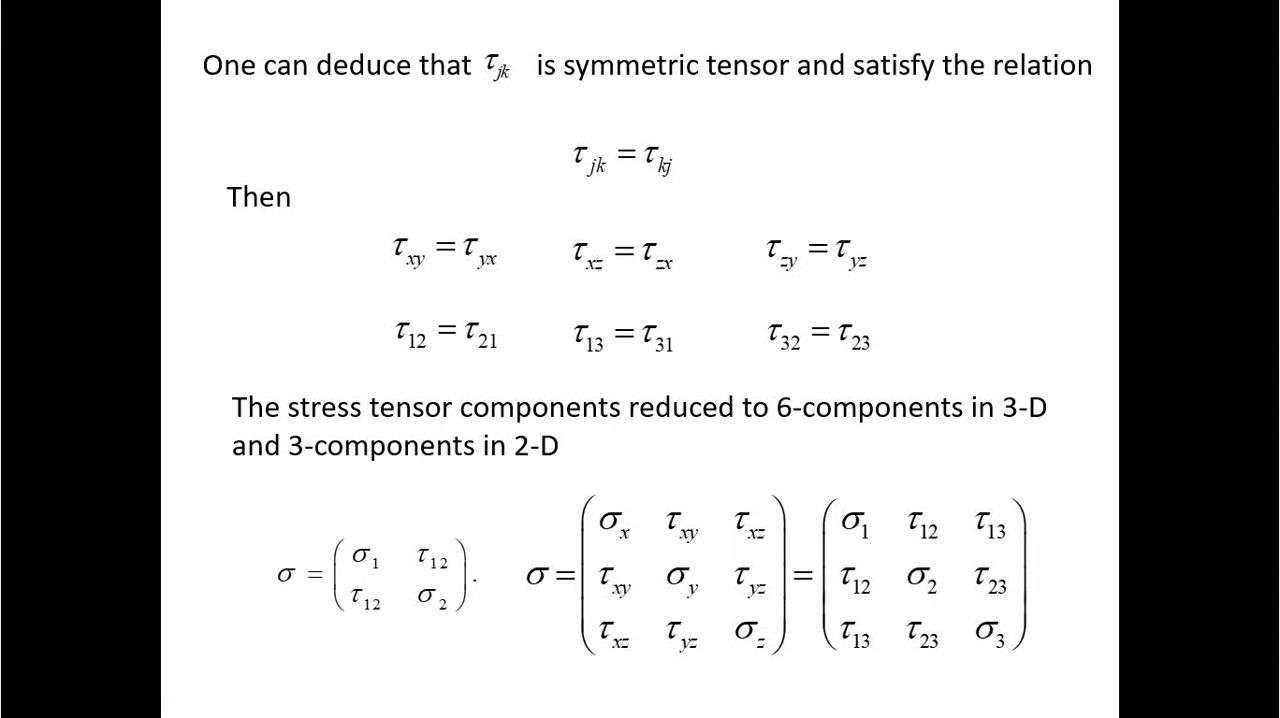 One can deduce that τ_jk is symmetric tensor and satisfy the relation
τ_jk = τ_kj
Then
τ_xy = τ_yx τ_xz = τ_zx τ_zy = τ_yz
τ_12 = τ_21 τ_13 = τ_31 τ_32 = τ_23
The stress tensor components reduced to 6-components in 3-D
and 3-components in 2-D
σ = ( σ_1 τ_12 ; τ_12 σ_2 ). σ = ( σ_x τ_xy τ_xz ; τ_xy σ_y τ_yz ; τ_xz τ_yz σ_z ) = ( σ_1 τ_12 τ_13 ; τ_12 σ_2 τ_23 ; τ_13 τ_23 σ_3 )